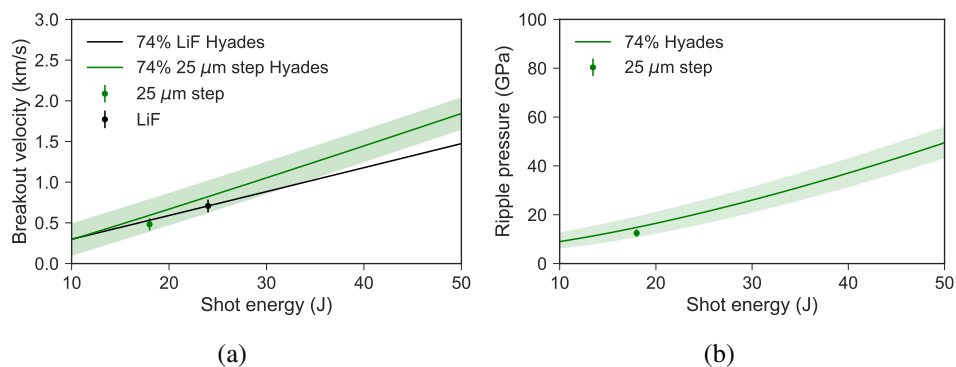 3.0
2.5
2.0
1.5
1.0
0.5
0.0
Breakout velocity (km/s)
74% LiF Hyades
74% 25 μm step Hyades
25 μm step
LiF
10 20 30 40 50
Shot energy (J)
(a)
100
80
60
40
20
0
Ripple pressure (GPa)
74% Hyades
25 μm step
10 20 30 40 50
Shot energy (J)
(b)